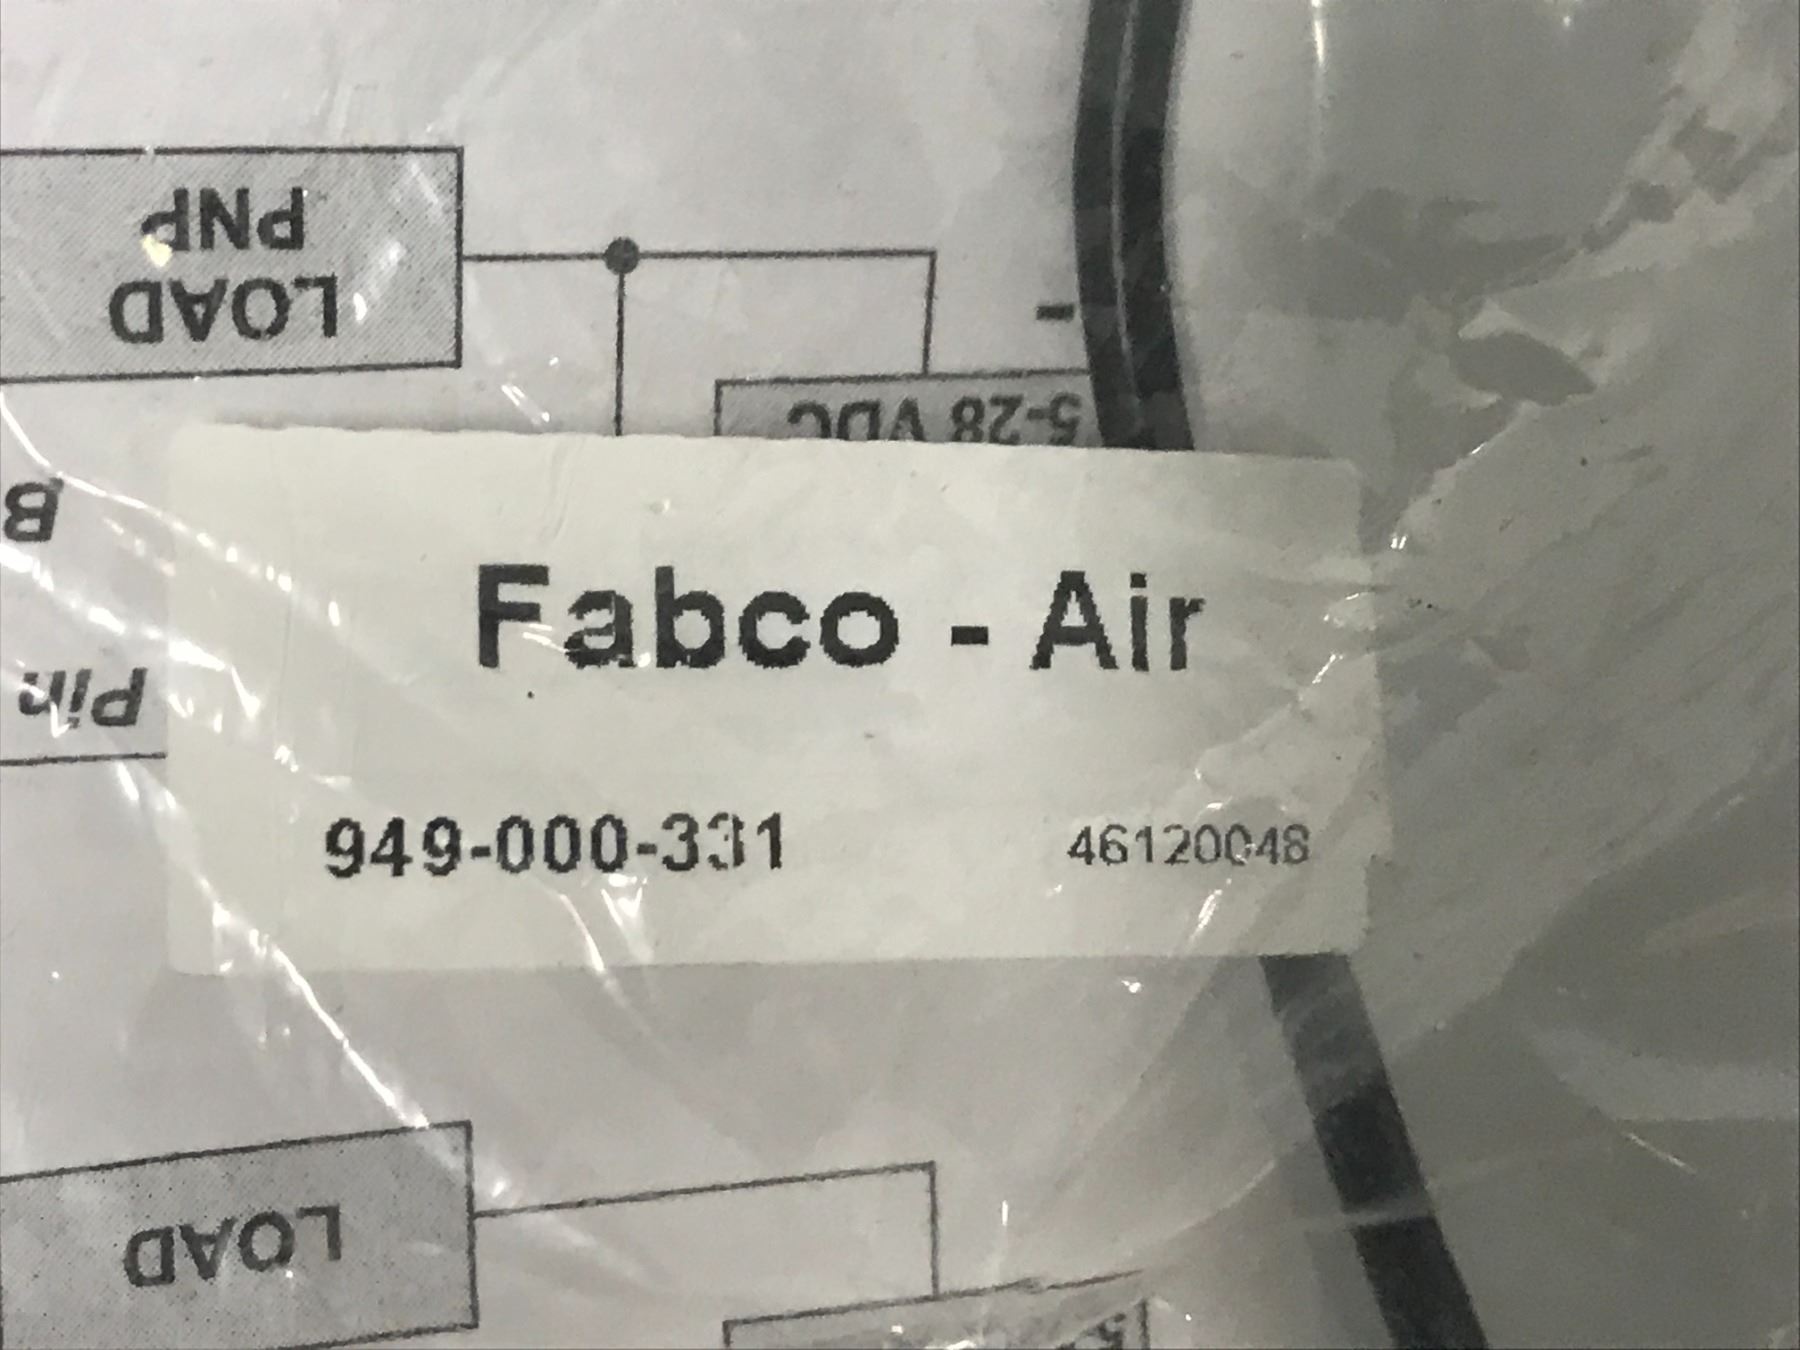 PNP
LOAD
-
5-28 VDC
B
Fabco - Air
Pin
949-000-331 46120048
LOAD